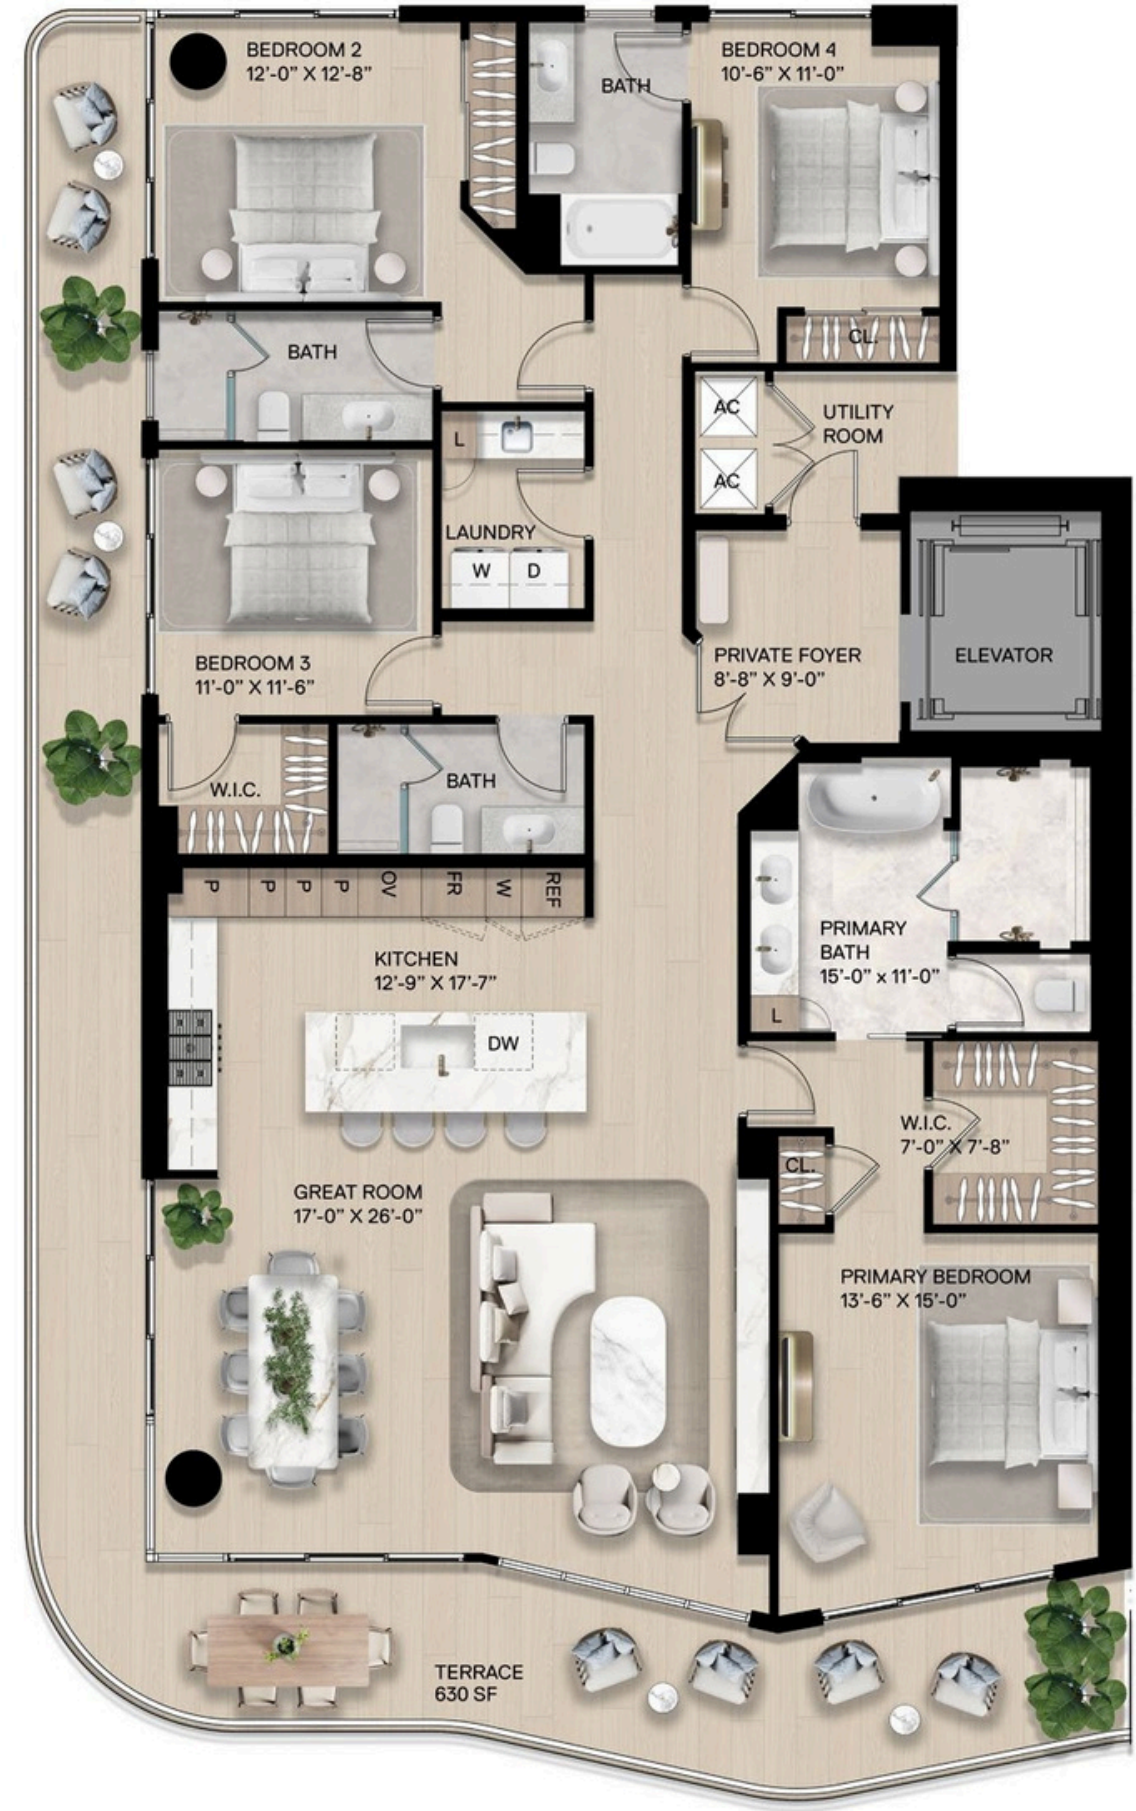 BEDROOM 2
12'-0" X 12'-8"
BATH
BEDROOM 4
10'-6" X 11'-0"
CL.
BATH
AC
AC
UTILITY
ROOM
L
LAUNDRY
W
D
BEDROOM 3
11'-0" X 11'-6"
PRIVATE FOYER
8'-8" X 9'-0"
ELEVATOR
W.I.C.
BATH
P
P
P
P
OV
FR
W
REF
KITCHEN
12'-9" X 17'-7"
DW
PRIMARY
BATH
15'-0" x 11'-0"
L
W.I.C.
7'-0" X 7'-8"
CL.
GREAT ROOM
17'-0" X 26'-0"
PRIMARY BEDROOM
13'-6" X 15'-0"
TERRACE
630 SF